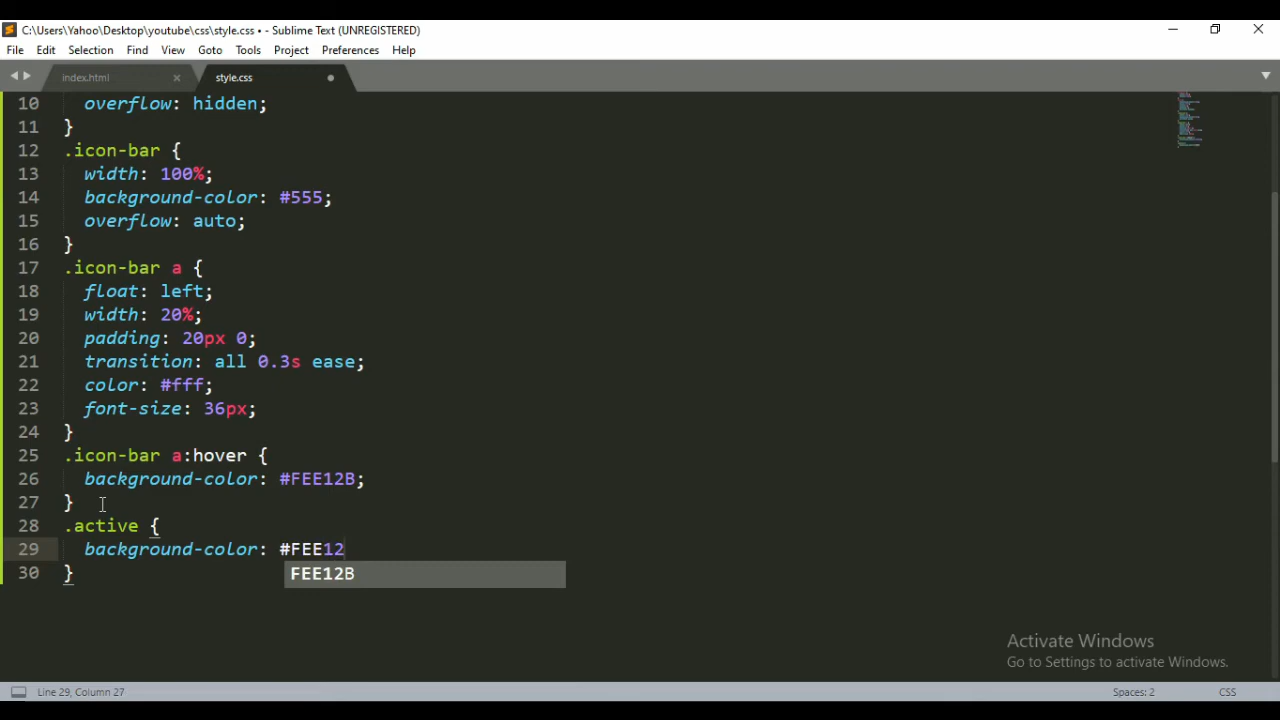 C:\Users\Yahoo\Desktop\youtube\css\style.css • - Sublime Text (UNREGISTERED)
File Edit Selection Find View Goto Tools Project Preferences Help
index.html style.css
10 overflow: hidden;
11 }
12 .icon-bar {
13 width: 100%;
14 background-color: #555;
15 overflow: auto;
16 }
17 .icon-bar a {
18 float: left;
19 width: 20%;
20 padding: 20px 0;
21 transition: all 0.3s ease;
22 color: #fff;
23 font-size: 36px;
24 }
25 .icon-bar a:hover {
26 background-color: #FEE12B;
27 }
28 .active {
29 background-color: #FEE12
FEE12B
30 }
Activate Windows
Go to Settings to activate Windows.
Line 29, Column 27 Spaces: 2 CSS